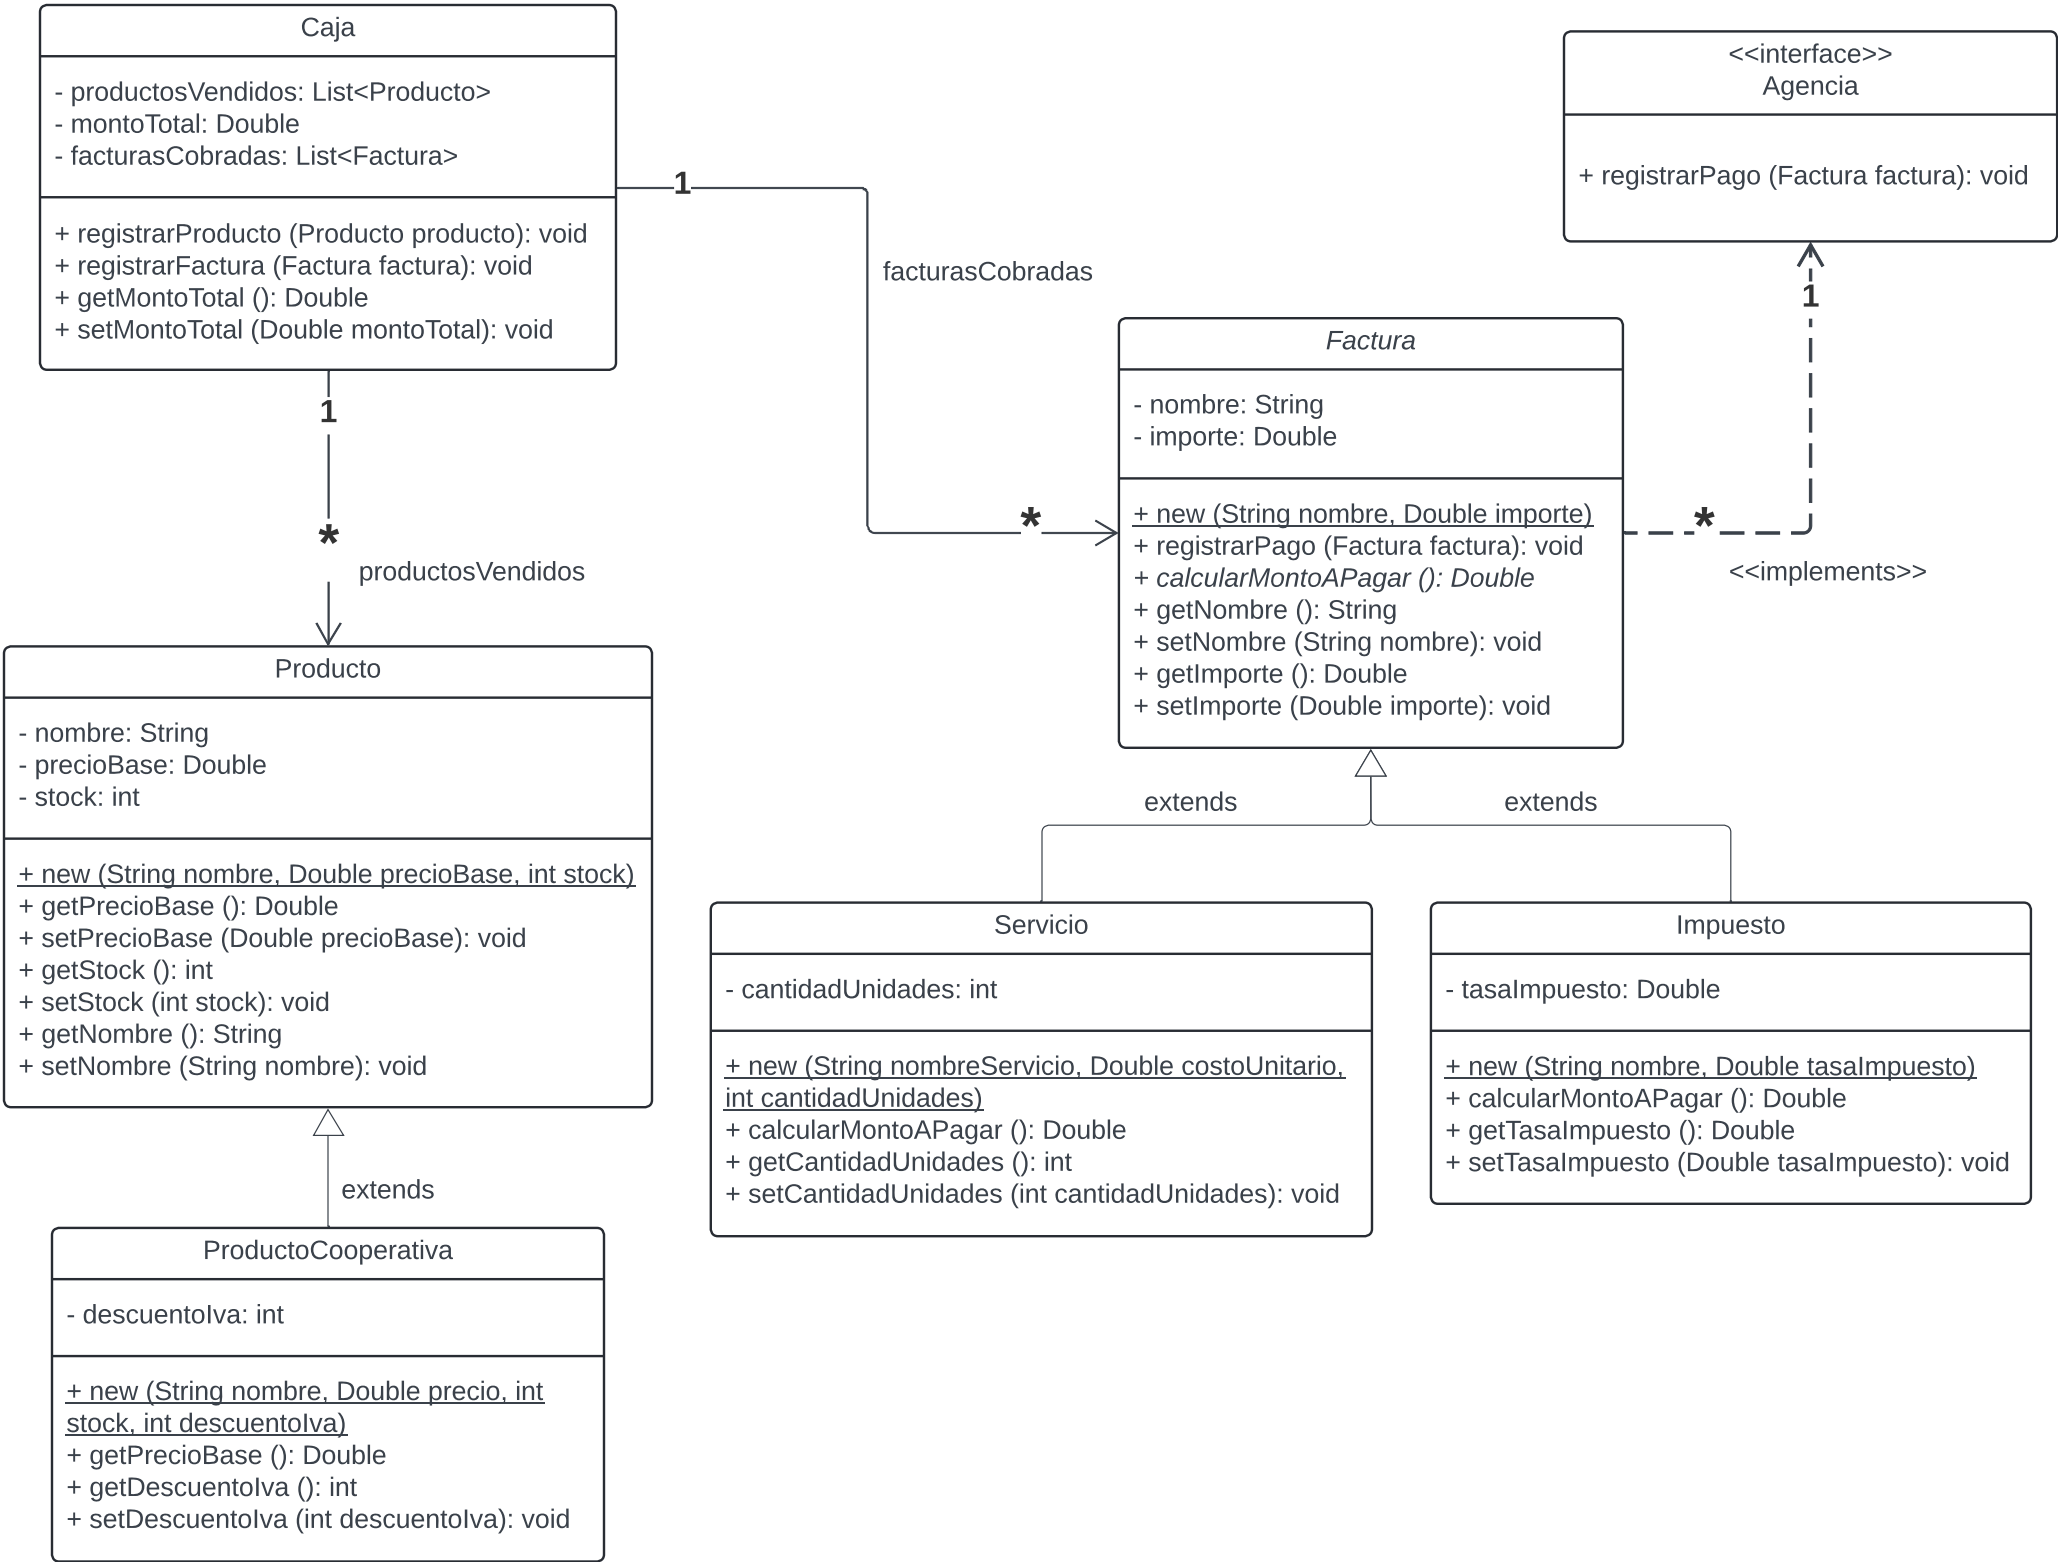 Caja
- productosVendidos: List<Producto>
- montoTotal: Double
- facturasCobradas: List<Factura>
+ registrarProducto (Producto producto): void
+ registrarFactura (Factura factura): void
+ getMontoTotal (): Double
+ setMontoTotal (Double montoTotal): void
1
facturasCobradas
*
1
*
productosVendidos
<<interface>>
Agencia
+ registrarPago (Factura factura): void
1
*
<<implements>>
Factura
- nombre: String
- importe: Double
+ new (String nombre, Double importe)
+ registrarPago (Factura factura): void
+ calcularMontoAPagar (): Double
+ getNombre (): String
+ setNombre (String nombre): void
+ getImporte (): Double
+ setImporte (Double importe): void
extends
extends
Producto
- nombre: String
- precioBase: Double
- stock: int
+ new (String nombre, Double precioBase, int stock)
+ getPrecioBase (): Double
+ setPrecioBase (Double precioBase): void
+ getStock (): int
+ setStock (int stock): void
+ getNombre (): String
+ setNombre (String nombre): void
extends
Servicio
- cantidadUnidades: int
+ new (String nombreServicio, Double costoUnitario,
int cantidadUnidades)
+ calcularMontoAPagar (): Double
+ getCantidadUnidades (): int
+ setCantidadUnidades (int cantidadUnidades): void
Impuesto
- tasaImpuesto: Double
+ new (String nombre, Double tasaImpuesto)
+ calcularMontoAPagar (): Double
+ getTasaImpuesto (): Double
+ setTasaImpuesto (Double tasaImpuesto): void
ProductoCooperativa
- descuentoIva: int
+ new (String nombre, Double precio, int
stock, int descuentoIva)
+ getPrecioBase (): Double
+ getDescuentoIva (): int
+ setDescuentoIva (int descuentoIva): void